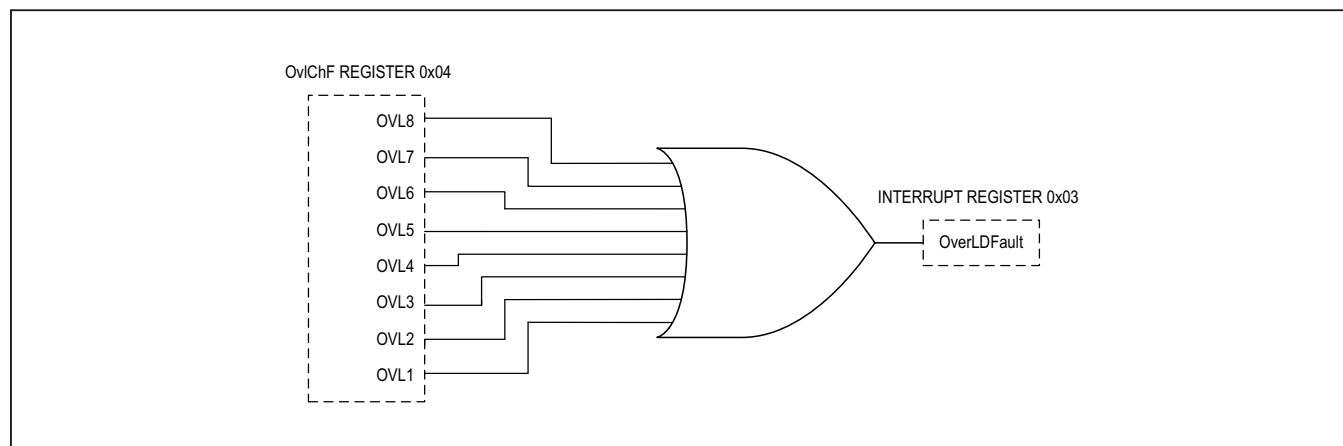 OvlChF REGISTER 0x04
OVL8
OVL7
OVL6
OVL5
OVL4
OVL3
OVL2
OVL1
INTERRUPT REGISTER 0x03
OverLDFault